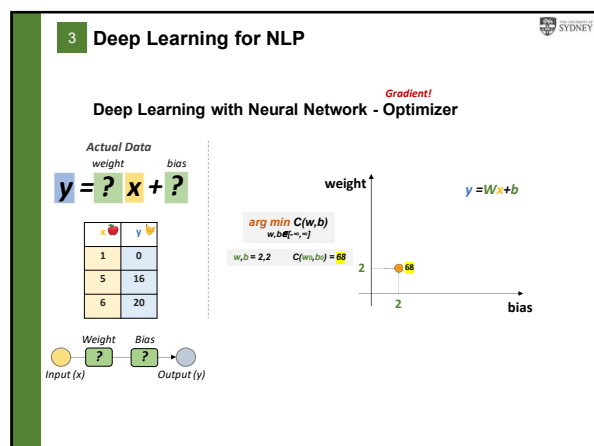 3 Deep Learning for NLP
THE UNIVERSITY OF
SYDNEY
Gradient!
Deep Learning with Neural Network - Optimizer
Actual Data
weight bias
y = ? x + ?
x y
1 0
5 16
6 20
Weight Bias
? ?
Input (x) Output (y)
weight
y =Wx+b
arg min C(w,b)
w,b∈[-∞,∞]
w,b = 2,2 C(w₀,b₀) = 68
2 68
2
bias